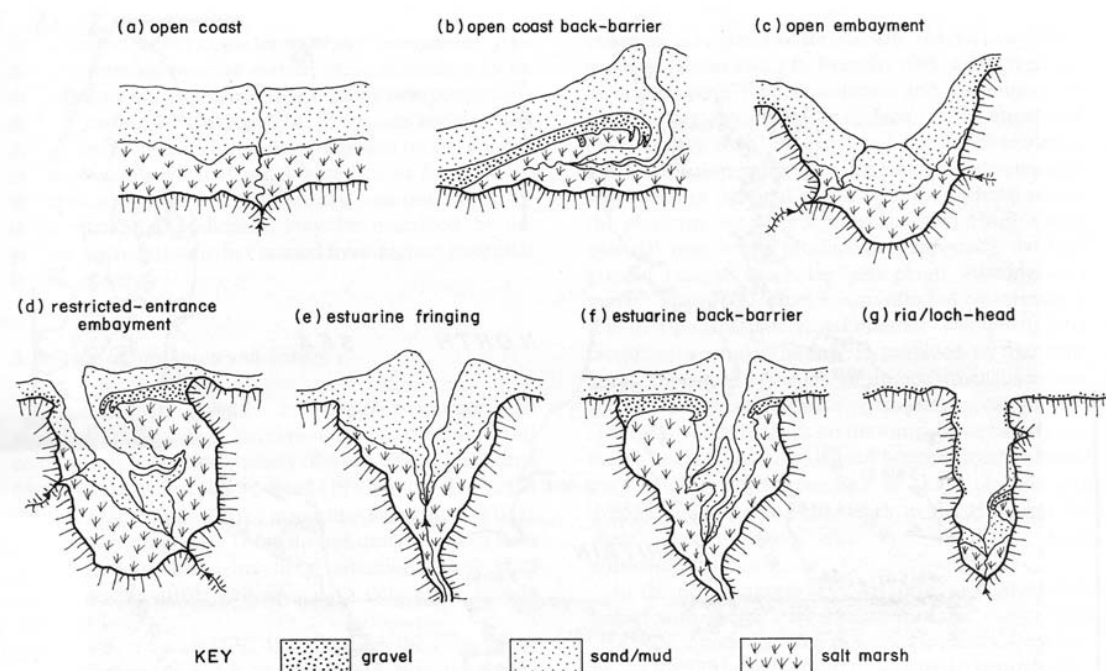 (a) open coast
(b) open coast back-barrier
(c) open embayment
(d) restricted-entrance
embayment
(e) estuarine fringing
(f) estuarine back-barrier
(g) ria/loch-head
KEY
gravel
sand/mud
salt marsh